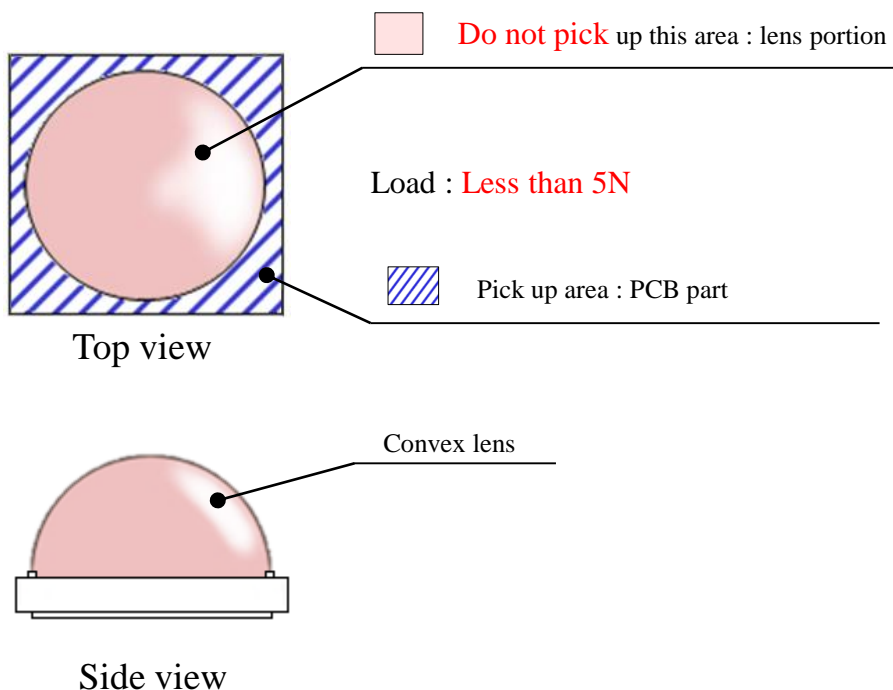 Do not pick up this area : lens portion
Load : Less than 5N
Pick up area : PCB part
Top view
Convex lens
Side view